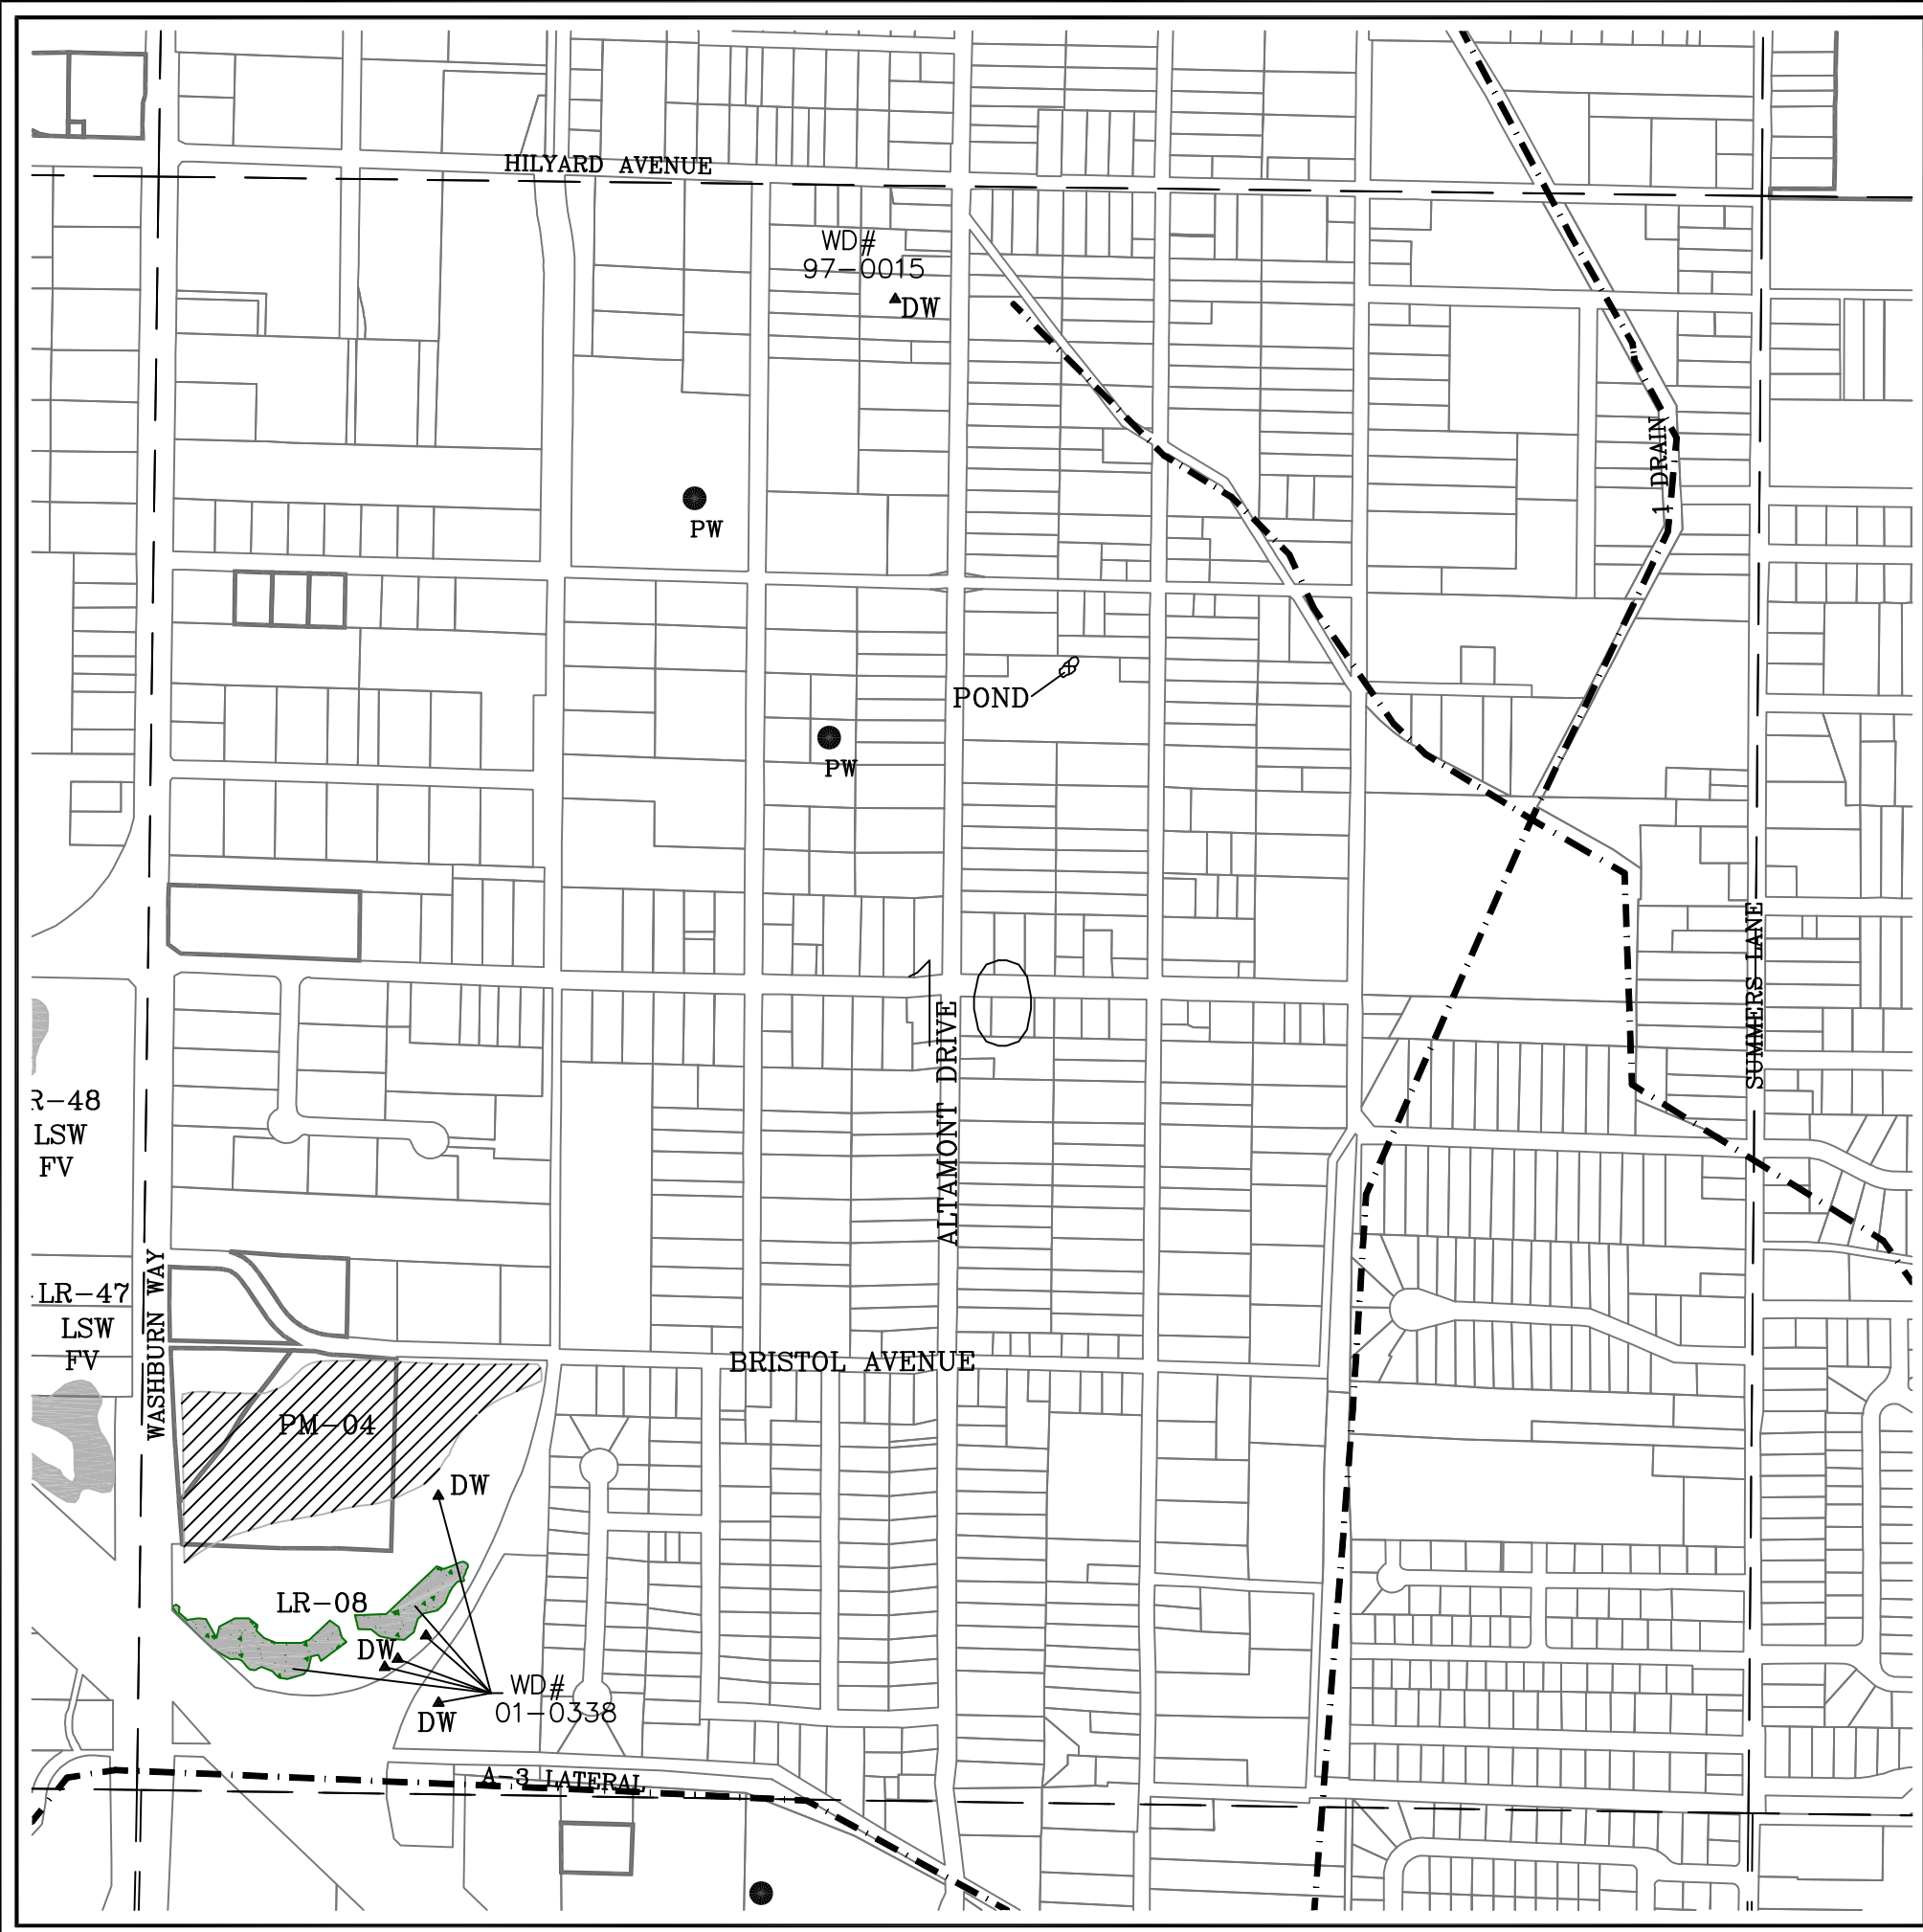 HILYARD AVENUE
WD#
97-0015
DW
1 DRAIN
PW
POND
PW
10
SUMMERS LANE
ALTAMONT DRIVE
R-48
LSW
FV
WASHBURN WAY
LR-47
LSW
FV
BRISTOL AVENUE
PM-04
DW
LR-08
DW
WD#
01-0338
DW
A-3 LATERAL